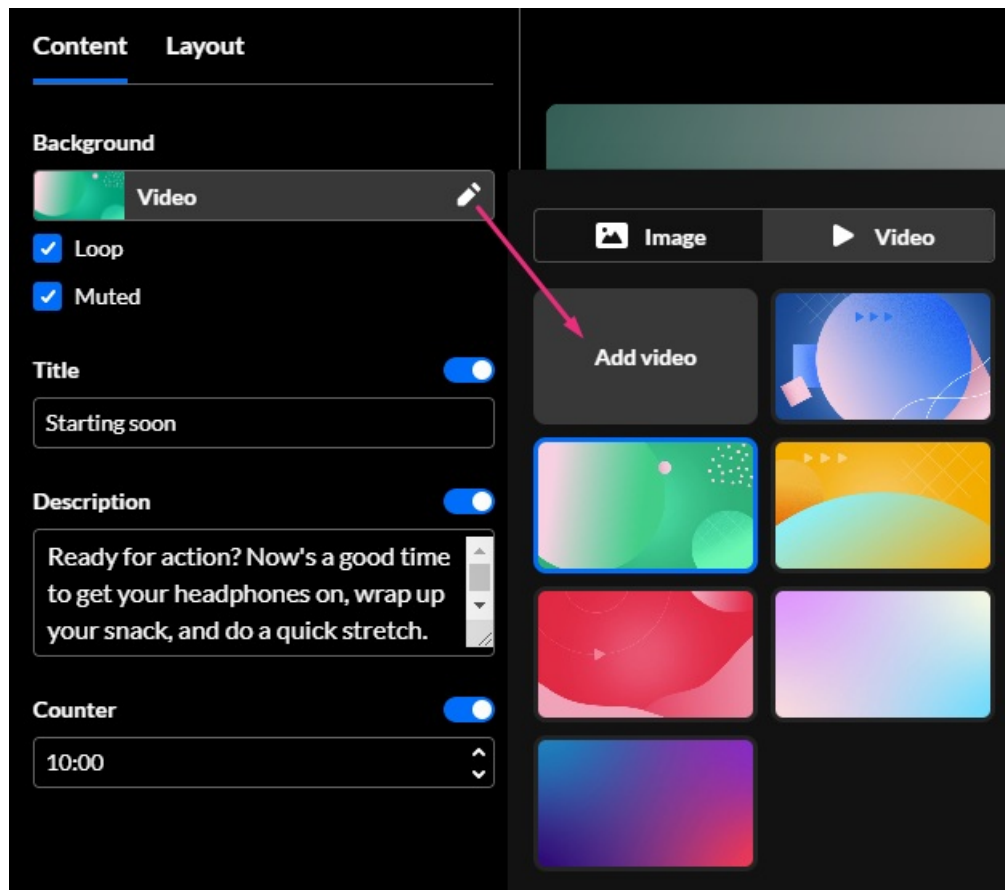 Content Layout
Background
Video
Loop
Muted
Title
Starting soon
Description
Ready for action? Now's a good time
to get your headphones on, wrap up
your snack, and do a quick stretch.
Counter
10:00
Image Video
Add video